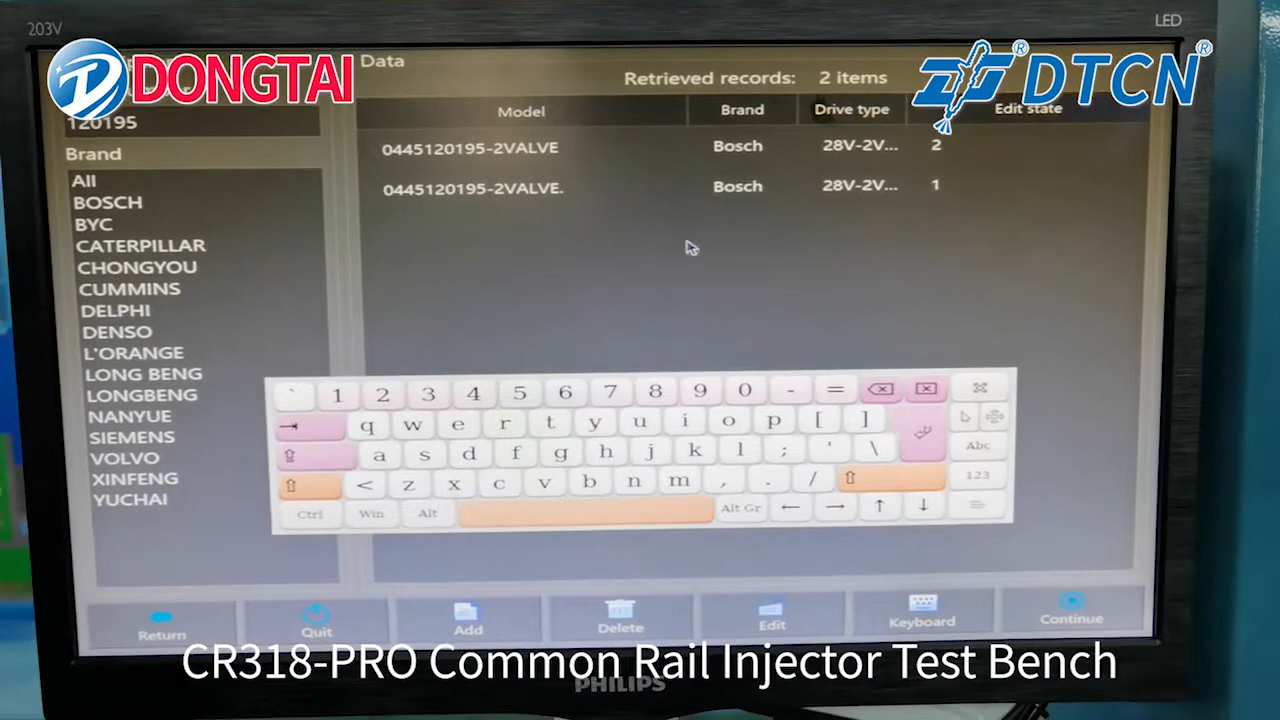 203V
LED
DONGTAI
Data
Retrieved records: 2 items
DTCN
120195
Model Brand Drive type Edit state
0445120195-2VALVE Bosch 28V-2V... 2
0445120195-2VALVE. Bosch 28V-2V... 1
Brand
All
BOSCH
BYC
CATERPILLAR
CHONGYOU
CUMMINS
DELPHI
DENSO
L'ORANGE
LONG BENG
LONGBENG
NANYUE
SIEMENS
VOLVO
XINFENG
YUCHAI
` 1 2 3 4 5 6 7 8 9 0 - =
q w e r t y u i o p [ ]
a s d f g h j k l ; ' \ Abc
< z x c v b n m , . / 123
Ctrl Win Alt Alt Gr ← → ↑ ↓
Return Quit Add Delete Edit Keyboard Continue
CR318-PRO Common Rail Injector Test Bench
PHILIPS